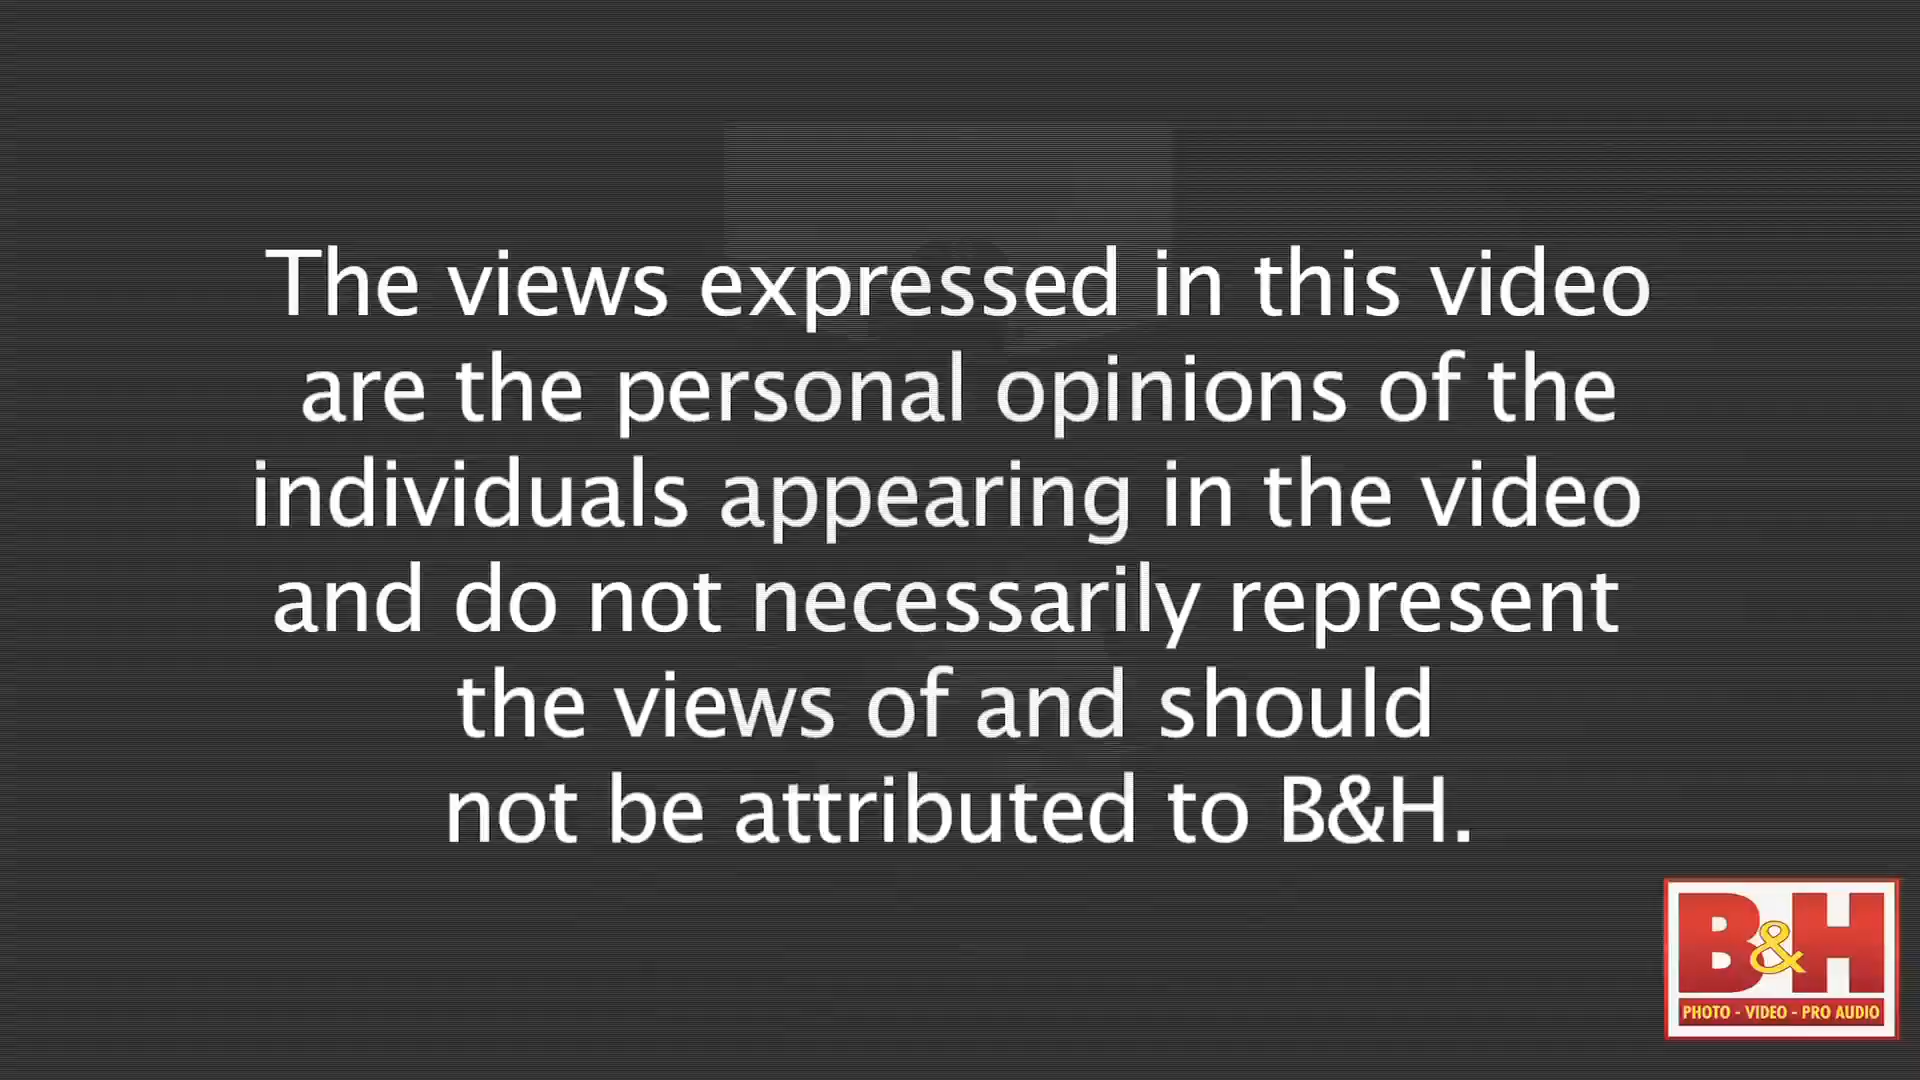 The views expressed in this video
are the personal opinions of the
individuals appearing in the video
and do not necessarily represent
the views of and should
not be attributed to B&H.
B&H
PHOTO - VIDEO - PRO AUDIO